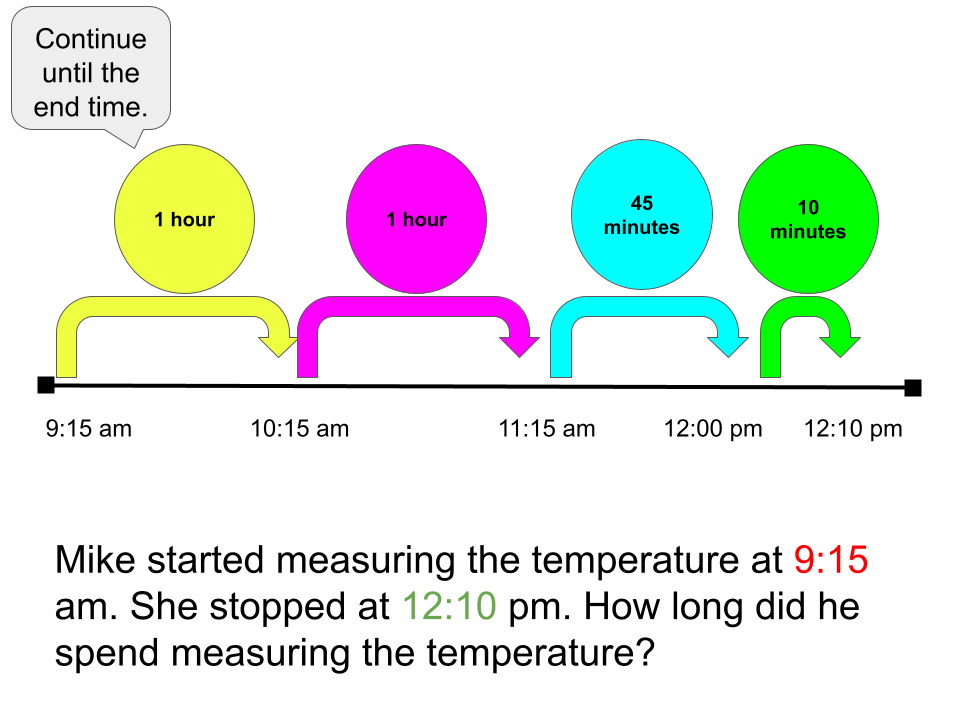 Continue
until the
end time.
1 hour
1 hour
45
minutes
10
minutes
9:15 am
10:15 am
11:15 am
12:00 pm
12:10 pm
Mike started measuring the temperature at 9:15
am. She stopped at 12:10 pm. How long did he
spend measuring the temperature?